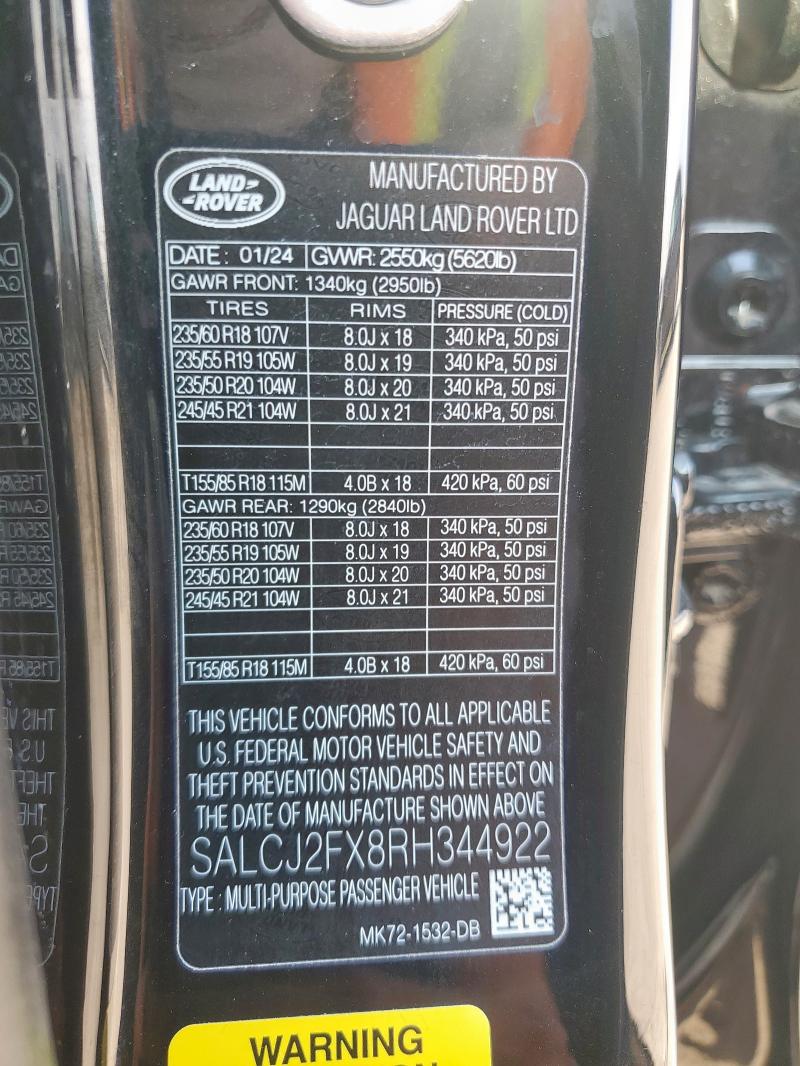 LAND-
-ROVER
MANUFACTURED BY
JAGUAR LAND ROVER LTD
DATE: 01/24 GVWR: 2550kg (5620lb)
GAWR FRONT: 1340kg (2950lb)
TIRES RIMS PRESSURE (COLD)
235/60 R18 107V 8.0J x 18 340 kPa, 50 psi
235/55 R19 105W 8.0J x 19 340 kPa, 50 psi
235/50 R20 104W 8.0J x 20 340 kPa, 50 psi
245/45 R21 104W 8.0J x 21 340 kPa, 50 psi
T155/85 R18 115M 4.0B x 18 420 kPa, 60 psi
GAWR REAR: 1290kg (2840lb)
235/60 R18 107V 8.0J x 18 340 kPa, 50 psi
235/55 R19 105W 8.0J x 19 340 kPa, 50 psi
235/50 R20 104W 8.0J x 20 340 kPa, 50 psi
245/45 R21 104W 8.0J x 21 340 kPa, 50 psi
T155/85 R18 115M 4.0B x 18 420 kPa, 60 psi
THIS VEHICLE CONFORMS TO ALL APPLICABLE
U.S. FEDERAL MOTOR VEHICLE SAFETY AND
THEFT PREVENTION STANDARDS IN EFFECT ON
THE DATE OF MANUFACTURE SHOWN ABOVE
SALCJ2FX8RH344922
TYPE : MULTI-PURPOSE PASSENGER VEHICLE
MK72-1532-DB
WARNING